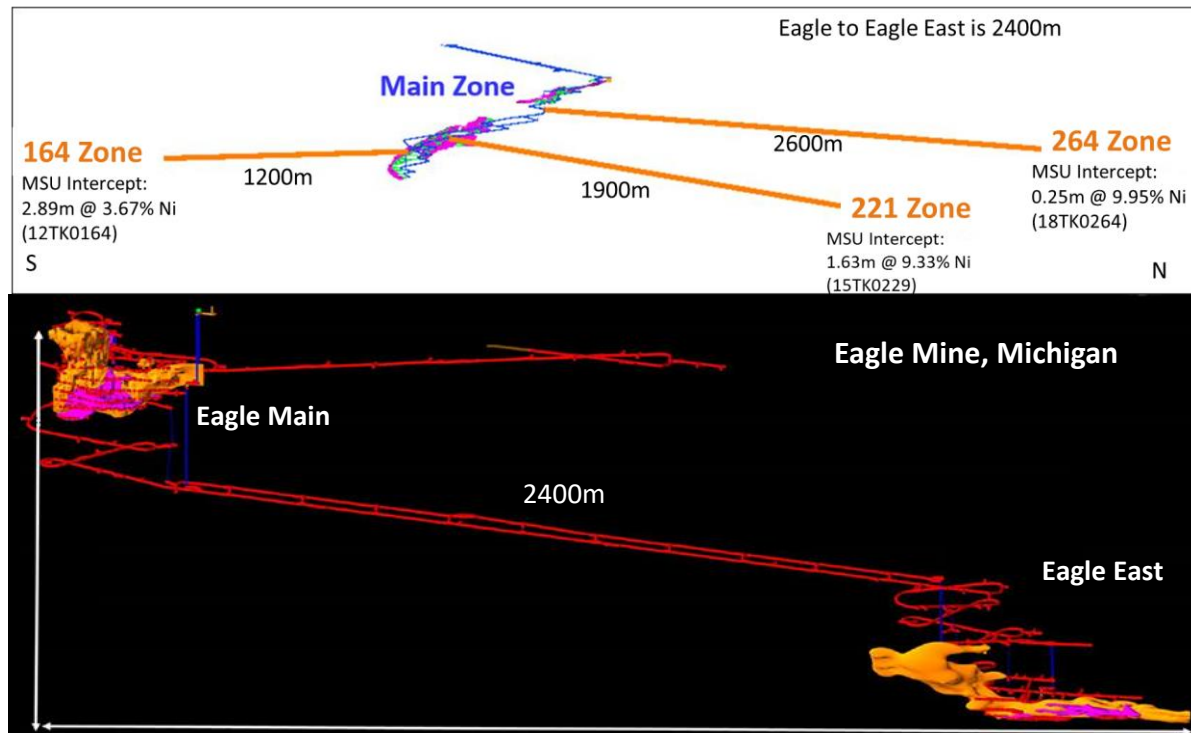 Eagle to Eagle East is 2400m
Main Zone
164 Zone
MSU Intercept:
2.89m @ 3.67% Ni
(12TK0164)
1200m
2600m
264 Zone
MSU Intercept:
0.25m @ 9.95% Ni
(18TK0264)
1900m
221 Zone
MSU Intercept:
1.63m @ 9.33% Ni
(15TK0229)
S
N
Eagle Mine, Michigan
Eagle Main
2400m
Eagle East